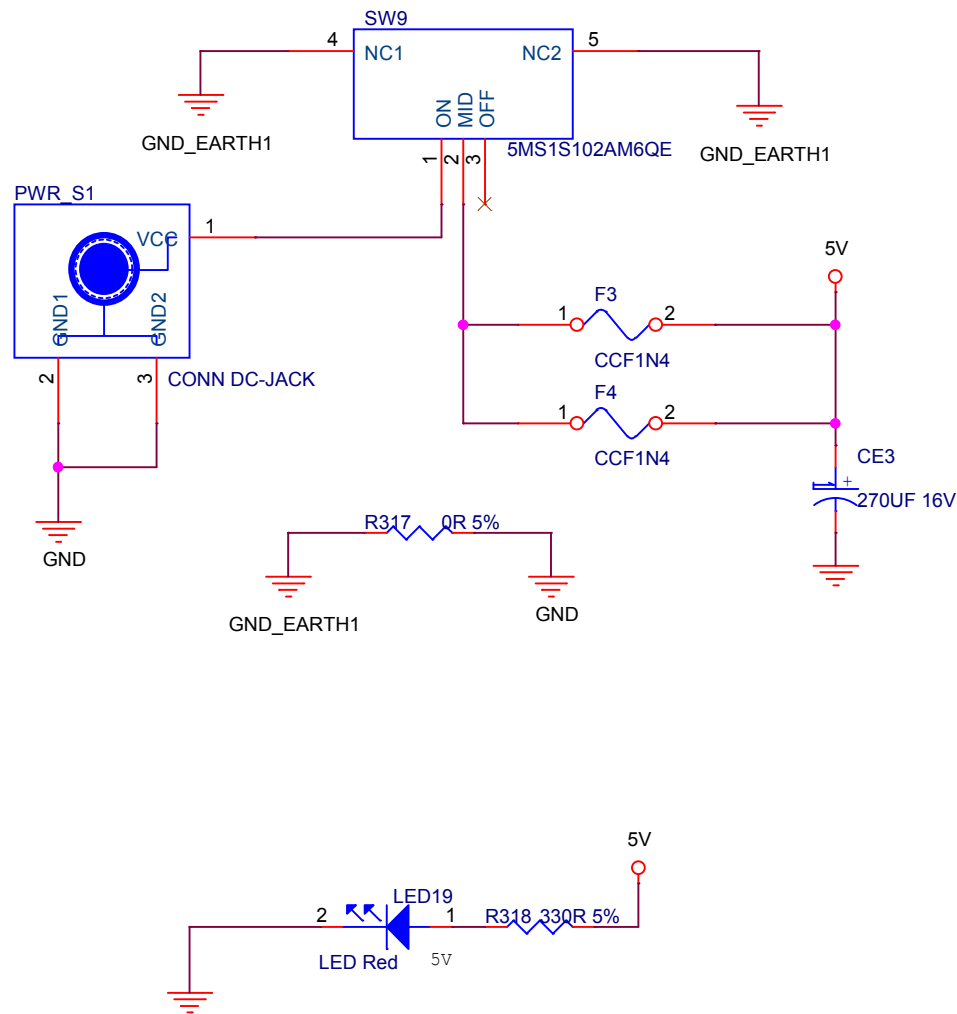 SW9
4
NC1
NC2
5
ON
MID
OFF
GND_EARTH1
1
2
3
5MS1S102AM6QE
GND_EARTH1
PWR_S1
VCC
1
5V
GND1
GND2
F3
1
2
CCF1N4
2
3
CONN DC-JACK
F4
1
2
CCF1N4
CE3
+
270UF 16V
R317 0R 5%
GND
GND_EARTH1
GND
5V
LED19
2
1
R318 330R 5%
LED Red
5V